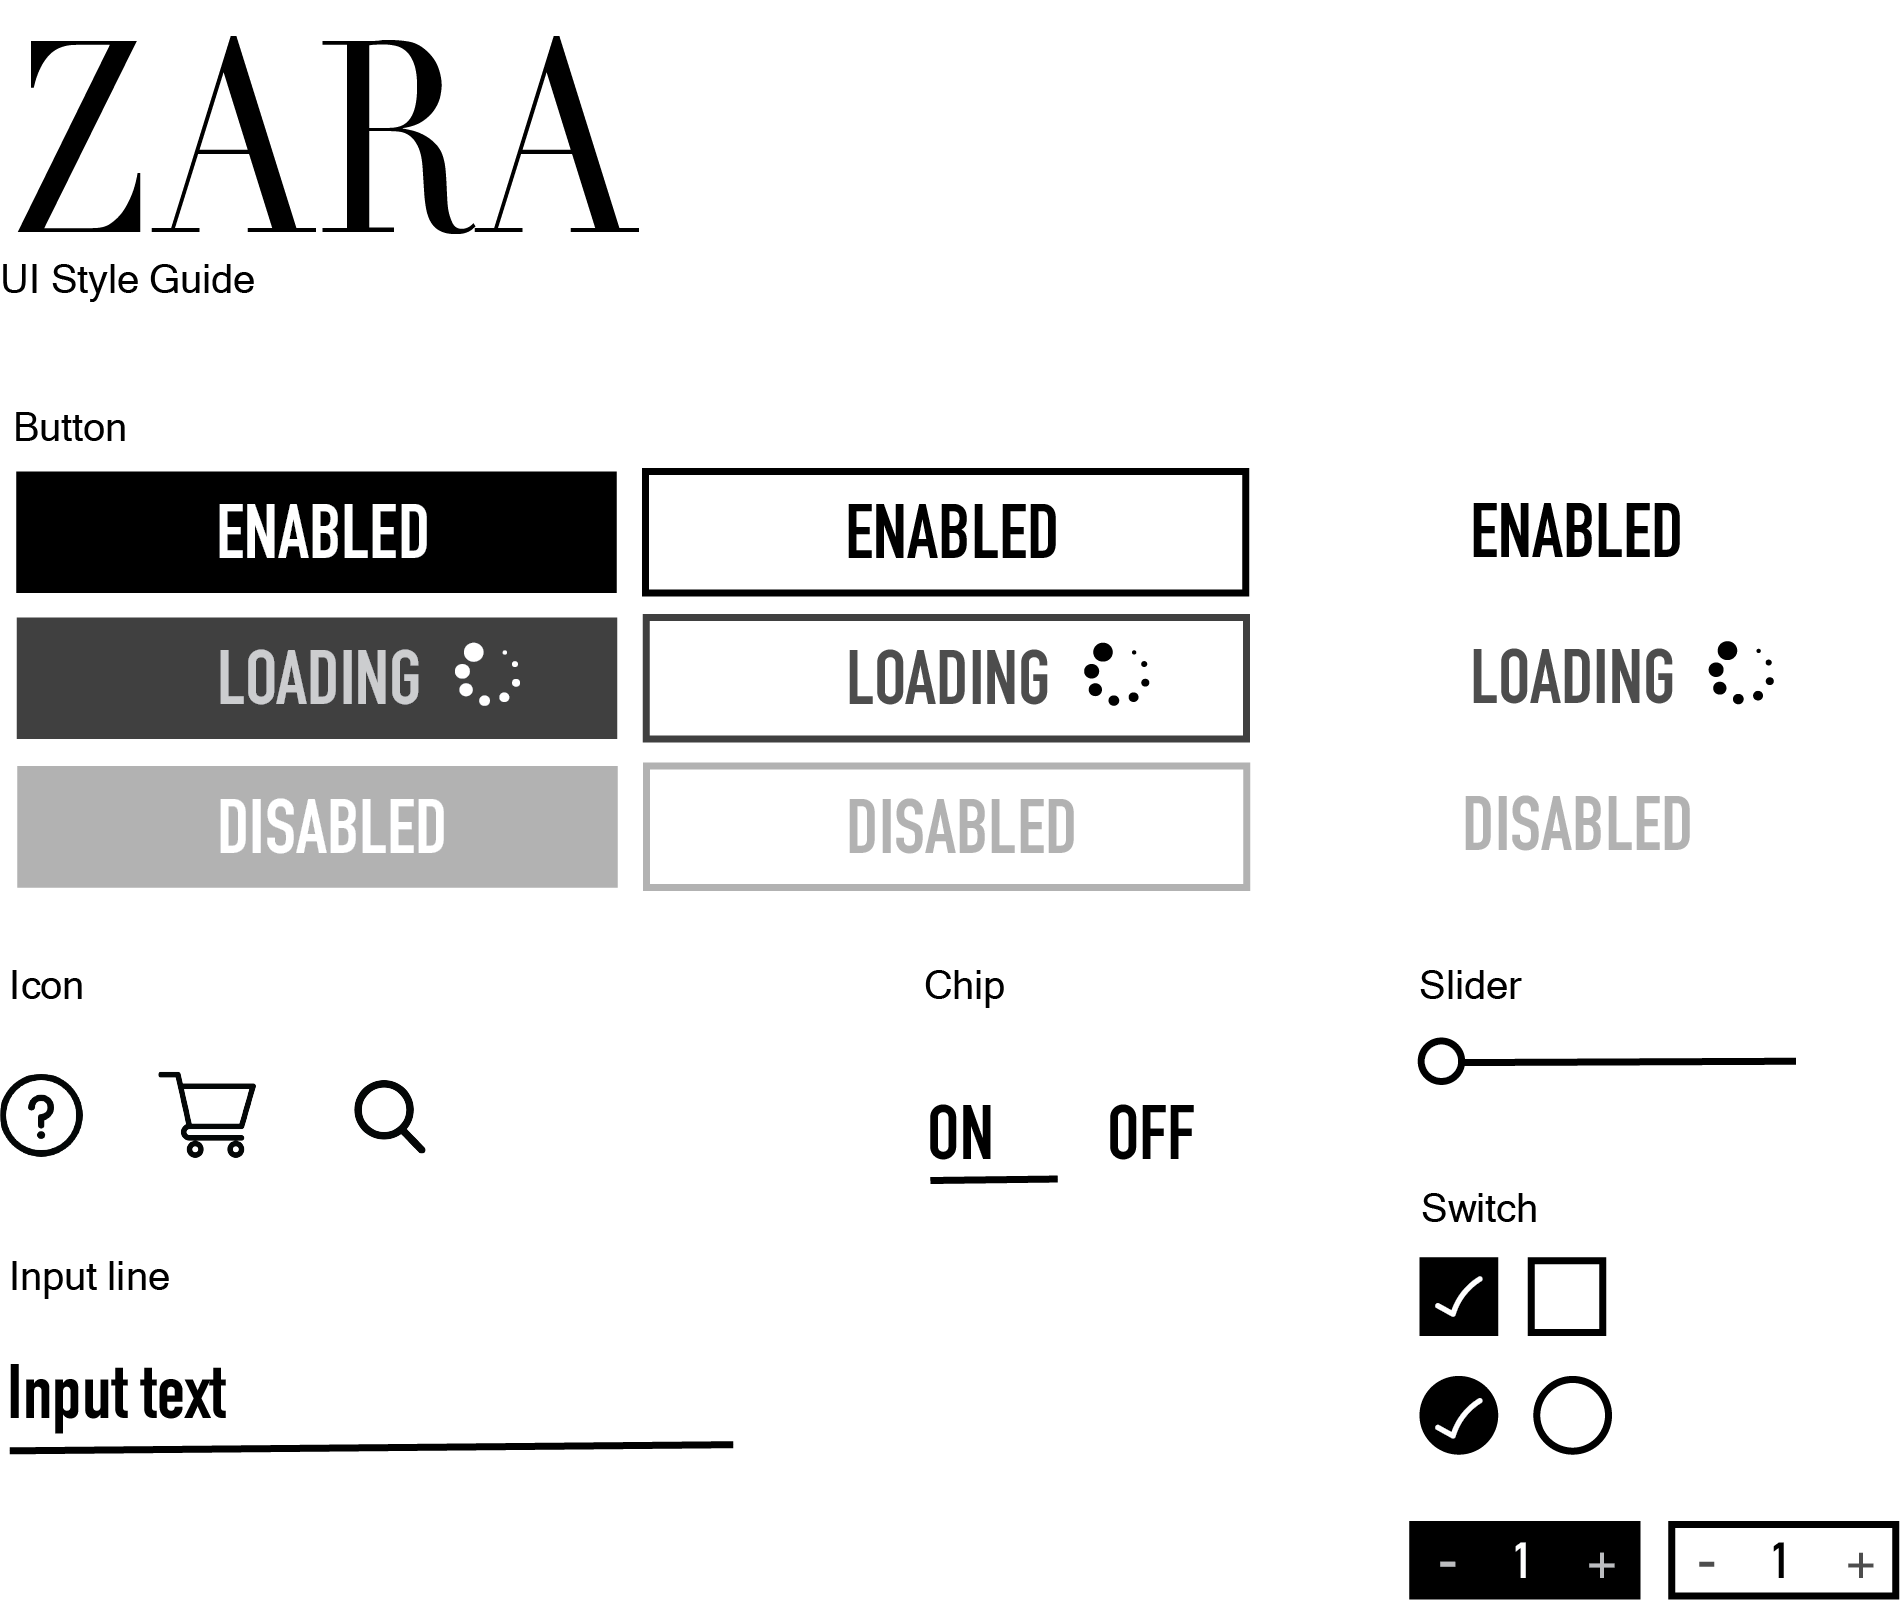 ZARA
UI Style Guide
Button
ENABLED ENABLED ENABLED
LOADING LOADING LOADING
DISABLED DISABLED DISABLED
Icon Chip Slider
?
ON OFF
Switch
Input line
Input text
- 1 + - 1 +